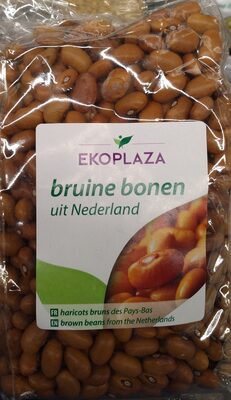 EKOPLAZA
bruine bonen
uit Nederland
FR haricots bruns des Pays-Bas
EN brown beans from the Netherlands